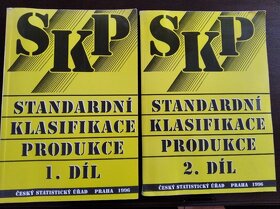 SKP
STANDARDNÍ
KLASIFIKACE
PRODUKCE
1. DÍL
ČESKÝ STATISTICKÝ ÚŘAD PRAHA 1996
SKP
STANDARDNÍ
KLASIFIKACE
PRODUKCE
2. DÍL
ČESKÝ STATISTICKÝ ÚŘAD PRAHA 1996